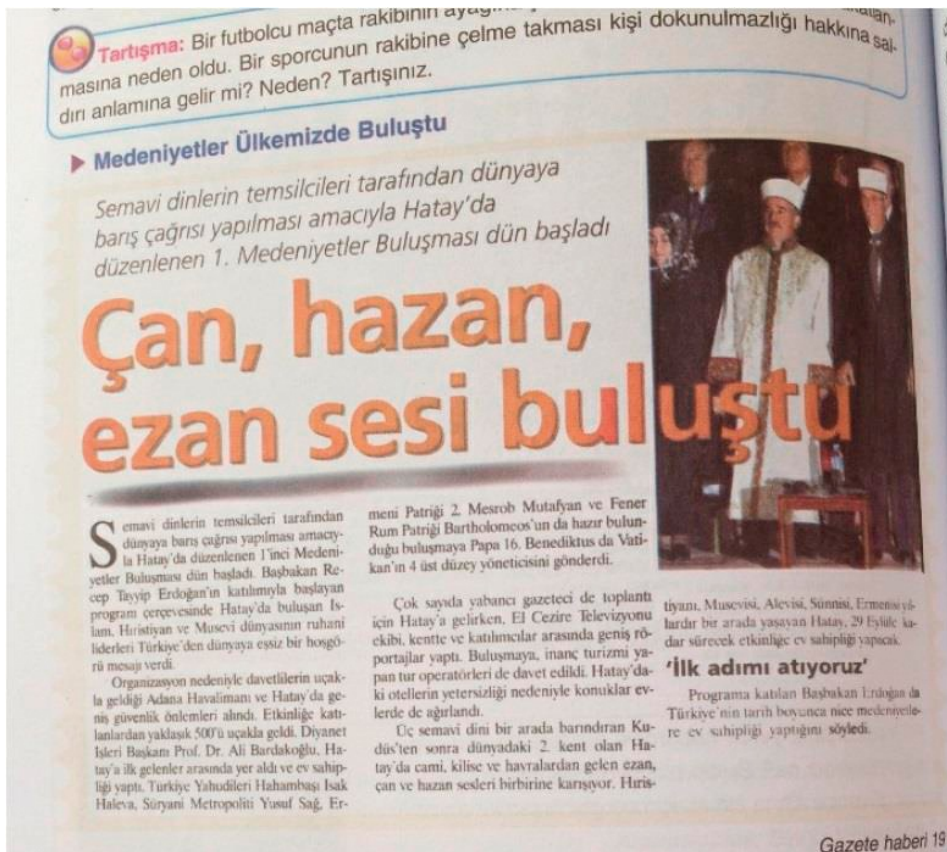 Tartışma: Bir futbolcu maçta rakibinin
masına neden oldu. Bir sporcunun rakibine çelme takması kişi dokunulmazlığı hakkına sal-
dırı anlamına gelir mi? Neden? Tartışınız.
Medeniyetler Ülkemizde Buluştu
Semavi dinlerin temsilcileri tarafından dünyaya
barış çağrısı yapılması amacıyla Hatay'da
düzenlenen 1. Medeniyetler Buluşması dün başladı
Çan, hazan,
ezan sesi buluştu
Semavi dinlerin temsilcileri tarafından
dünyaya barış çağrısı yapılması amacıy-
la Hatay'da düzenlenen 1'inci Medeni-
yetler Buluşması dün başladı. Başbakan Re-
cep Tayyip Erdoğan'ın katılımıyla başlayan
program çerçevesinde Hatay'da buluşan İs-
lam, Hıristiyan ve Musevi dünyasının ruhani
liderleri Türkiye'den dünyaya eşsiz bir hoşgö-
rü mesajı verdi.
Organizasyon nedeniyle davetlilerin uçak-
la geldiği Adana Havalimanı ve Hatay'da ge-
niş güvenlik önlemleri alındı. Etkinliğe katı-
lanlardan yaklaşık 500'ü uçakla geldi. Diyanet
İşleri Başkanı Prof. Dr. Ali Bardakoğlu, Ha-
tay'a ilk gelenler arasında yer aldı ve ev sahip-
liği yaptı. Türkiye Yahudileri Hahambaşı İsak
Haleva, Süryani Metropoliti Yusuf Sağ, Er-
meni Patriği 2. Mesrob Mutafyan ve Fener
Rum Patriği Bartholomeos'un da hazır bulun-
duğu buluşmaya Papa 16. Benediktus da Vati-
kan'ın 4 üst düzey yöneticisini gönderdi.
Çok sayıda yabancı gazeteci de toplantı
için Hatay'a gelirken, El Cezire Televizyonu
ekibi, kentte ve katılımcılar arasında geniş rö-
portajlar yaptı. Buluşmaya, inanç turizmi ya-
pan tur operatörleri de davet edildi. Hatay'da-
ki otellerin yetersizliği nedeniyle konuklar ev-
lerde de ağırlandı.
Üç semavi dini bir arada barındıran Ku-
düs'ten sonra dünyadaki 2. kent olan Ha-
tay'da cami, kilise ve havralardan gelen ezan,
çan ve hazan sesleri birbirine karışıyor. Hıris-
tiyanı, Musevisi, Alevisi, Sünnisi, Ermenisi yıl-
lardır bir arada yaşayan Hatay, 29 Eylüle ka-
dar sürecek etkinliğe ev sahipliği yapacak.
'İlk adımı atıyoruz'
Programa katılan Başbakan Erdoğan da
Türkiye'nin tarih boyunca nice medeniyetle-
re ev sahipliği yaptığını söyledi.
Gazete haberi 19